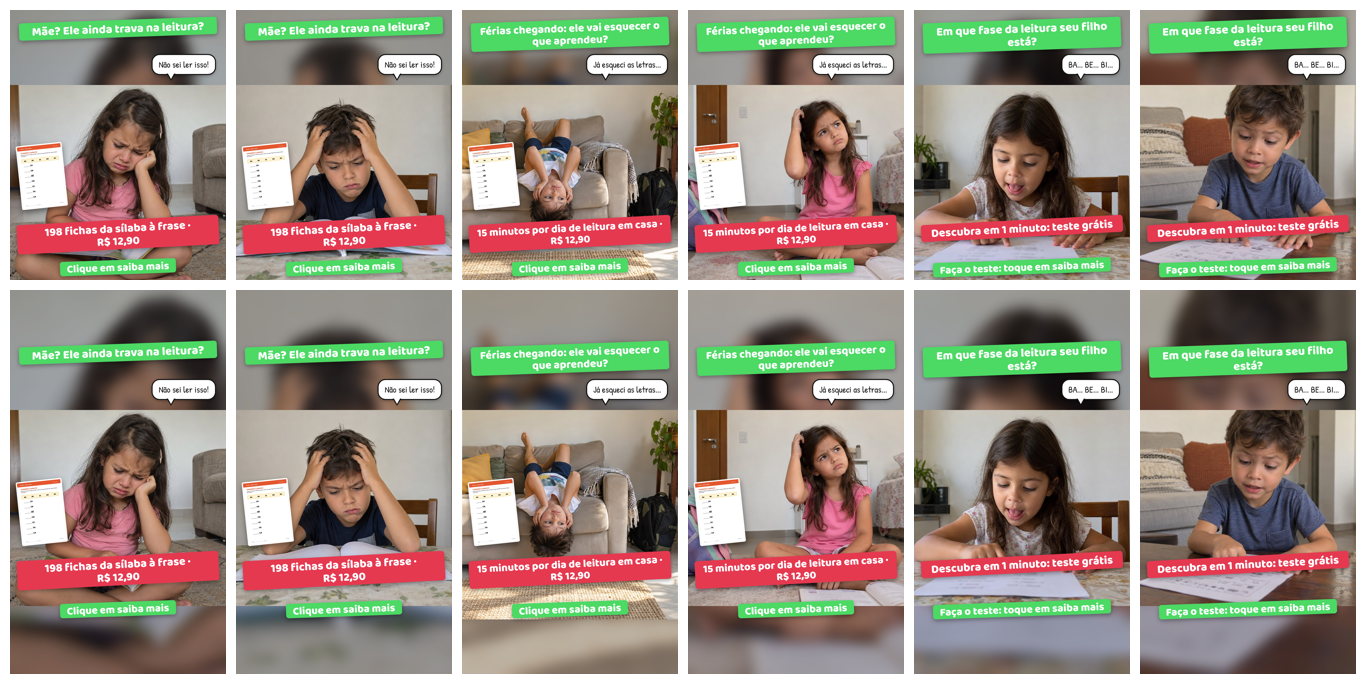 Mãe? Ele ainda trava na leitura?
Não sei ler isso!
198 fichas da sílaba à frase ·
R$ 12,90
Clique em saiba mais
Mãe? Ele ainda trava na leitura?
Não sei ler isso!
198 fichas da sílaba à frase ·
R$ 12,90
Clique em saiba mais
Férias chegando: ele vai esquecer o
que aprendeu?
Já esqueci as letras...
15 minutos por dia de leitura em casa ·
R$ 12,90
Clique em saiba mais
Férias chegando: ele vai esquecer o
que aprendeu?
Já esqueci as letras...
15 minutos por dia de leitura em casa ·
R$ 12,90
Clique em saiba mais
Em que fase da leitura seu filho
está?
BA... BE... BI...
Descubra em 1 minuto: teste grátis
Faça o teste: toque em saiba mais
Em que fase da leitura seu filho
está?
BA... BE... BI...
Descubra em 1 minuto: teste grátis
Faça o teste: toque em saiba mais
Mãe? Ele ainda trava na leitura?
Não sei ler isso!
198 fichas da sílaba à frase ·
R$ 12,90
Clique em saiba mais
Mãe? Ele ainda trava na leitura?
Não sei ler isso!
198 fichas da sílaba à frase ·
R$ 12,90
Clique em saiba mais
Férias chegando: ele vai esquecer o
que aprendeu?
Já esqueci as letras...
15 minutos por dia de leitura em casa ·
R$ 12,90
Clique em saiba mais
Férias chegando: ele vai esquecer o
que aprendeu?
Já esqueci as letras...
15 minutos por dia de leitura em casa ·
R$ 12,90
Clique em saiba mais
Em que fase da leitura seu filho
está?
BA... BE... BI...
Descubra em 1 minuto: teste grátis
Faça o teste: toque em saiba mais
Em que fase da leitura seu filho
está?
BA... BE... BI...
Descubra em 1 minuto: teste grátis
Faça o teste: toque em saiba mais